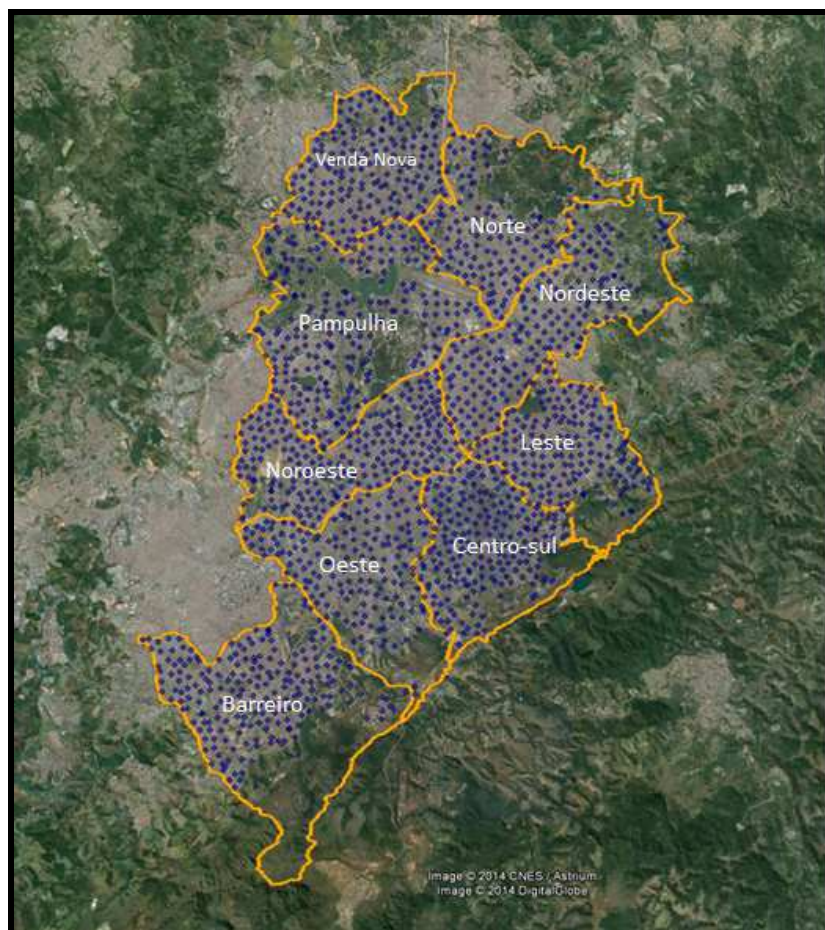 Venda Nova
Norte
Nordeste
Pampulha
Leste
Noroeste
Centro-sul
Oeste
Barreiro
Image © 2014 CNES / Astrium
Image © 2014 DigitalGlobe